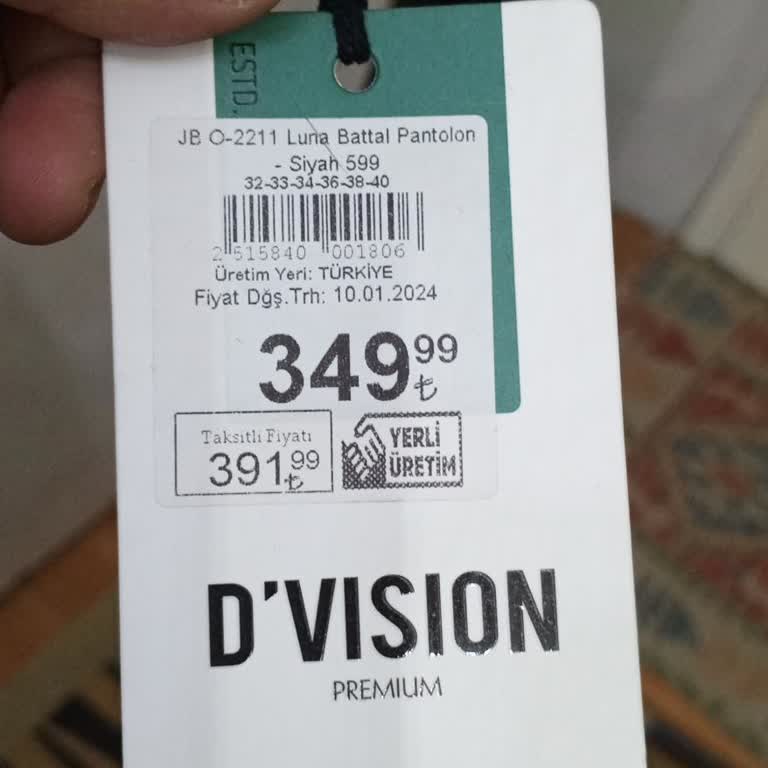 ESTD.
JB O-2211 Luna Battal Pantolon
- Siyah 599
32-33-34-36-38-40
2 515840 001806
Üretim Yeri: TÜRKİYE
Fiyat Dğş.Trh: 10.01.2024
349.99 ₺
Taksitli Fiyatı
391.99 ₺
YERLİ
ÜRETİM
D'VISION
PREMIUM